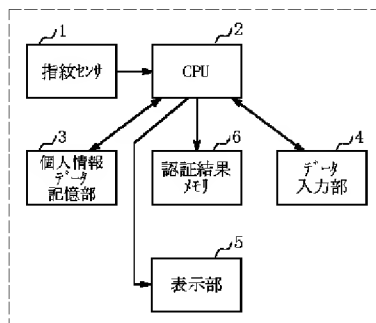 1
指紋センサ
2
CPU
3
個人情報
データ
記憶部
6
認証結果
メモリ
4
データ
入力部
5
表示部